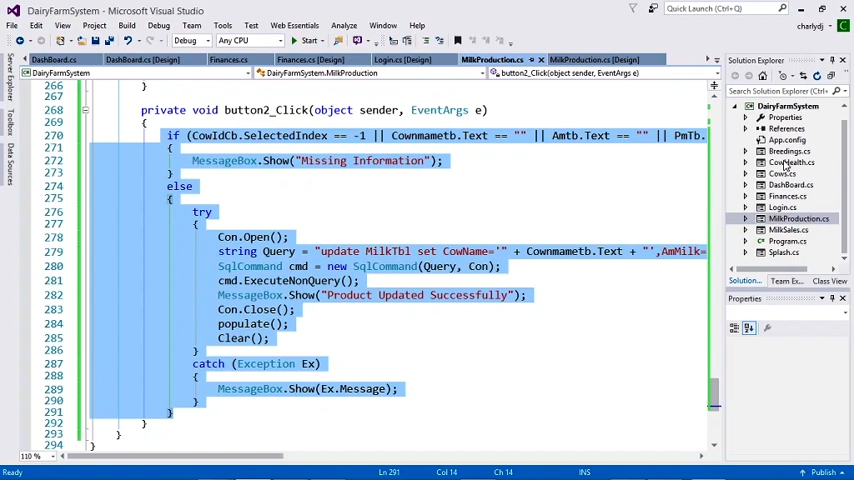 DairyFarmSystem - Microsoft Visual Studio
Quick Launch (Ctrl+Q)
FILE EDIT VIEW PROJECT BUILD DEBUG TEAM TOOLS TEST WEB ESSENTIALS ANALYZE WINDOW HELP
charlydj
Debug Any CPU Start
DashBoard.cs DashBoard.cs [Design] Finances.cs Finances.cs [Design] Login.cs [Design] MilkProduction.cs MilkProduction.cs [Design]
DairyFarmSystem DairyFarmSystem.MilkProduction button2_Click(object sender, EventArgs e)
Server Explorer
Toolbox
Data Sources
266 }
267
268 private void button2_Click(object sender, EventArgs e)
269 {
270 if (CowIdCb.SelectedIndex == -1 || Cownmametb.Text == "" || Amtb.Text == "" || PmTb.
271 {
272 MessageBox.Show("Missing Information");
273 }
274 else
275 {
276 try
277 {
278 Con.Open();
279 string Query = "update MilkTbl set CowName='" + Cownmametb.Text + "',AmMilk=
280 SqlCommand cmd = new SqlCommand(Query, Con);
281 cmd.ExecuteNonQuery();
282 MessageBox.Show("Product Updated Successfully");
283 Con.Close();
284 populate();
285 Clear();
286 }
287 catch (Exception Ex)
288 {
289 MessageBox.Show(Ex.Message);
290 }
291 }
292 }
293 }
294 }
110 %
Solution Explorer
Search Solution Explorer (Ctrl+
DairyFarmSystem
Properties
References
App.config
Breedings.cs
CowHealth.cs
Cows.cs
DashBoard.cs
Finances.cs
Login.cs
MilkProduction.cs
MilkSales.cs
Program.cs
Splash.cs
Solution... Team Ex... Class View
Properties
Ready Ln 291 Col 14 Ch 14 INS Publish